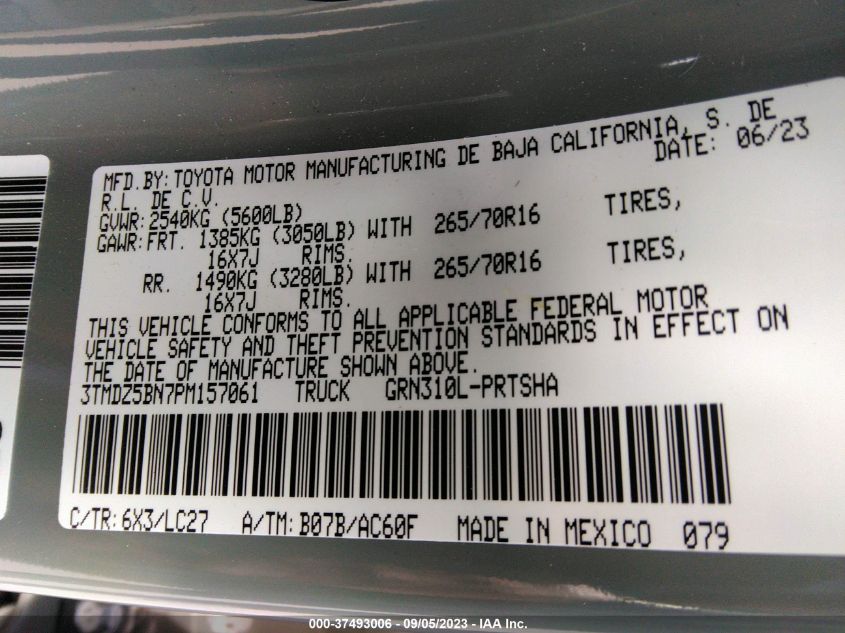 MFD.BY:TOYOTA MOTOR MANUFACTURING DE BAJA CALIFORNIA, S. DE
R.L. DE C.V. DATE: 06/23
GVWR:2540KG (5600LB)
GAWR:FRT. 1385KG (3050LB) WITH 265/70R16 TIRES,
16X7J RIMS.
RR. 1490KG (3280LB) WITH 265/70R16 TIRES,
16X7J RIMS.
THIS VEHICLE CONFORMS TO ALL APPLICABLE FEDERAL MOTOR
VEHICLE SAFETY AND THEFT PREVENTION STANDARDS IN EFFECT ON
THE DATE OF MANUFACTURE SHOWN ABOVE.
3TMDZ5BN7PM157061 TRUCK GRN310L-PRTSHA
C/TR:6X3/LC27 A/TM:B07B/AC60F MADE IN MEXICO 079
000-37493006 - 09/05/2023 - IAA Inc.